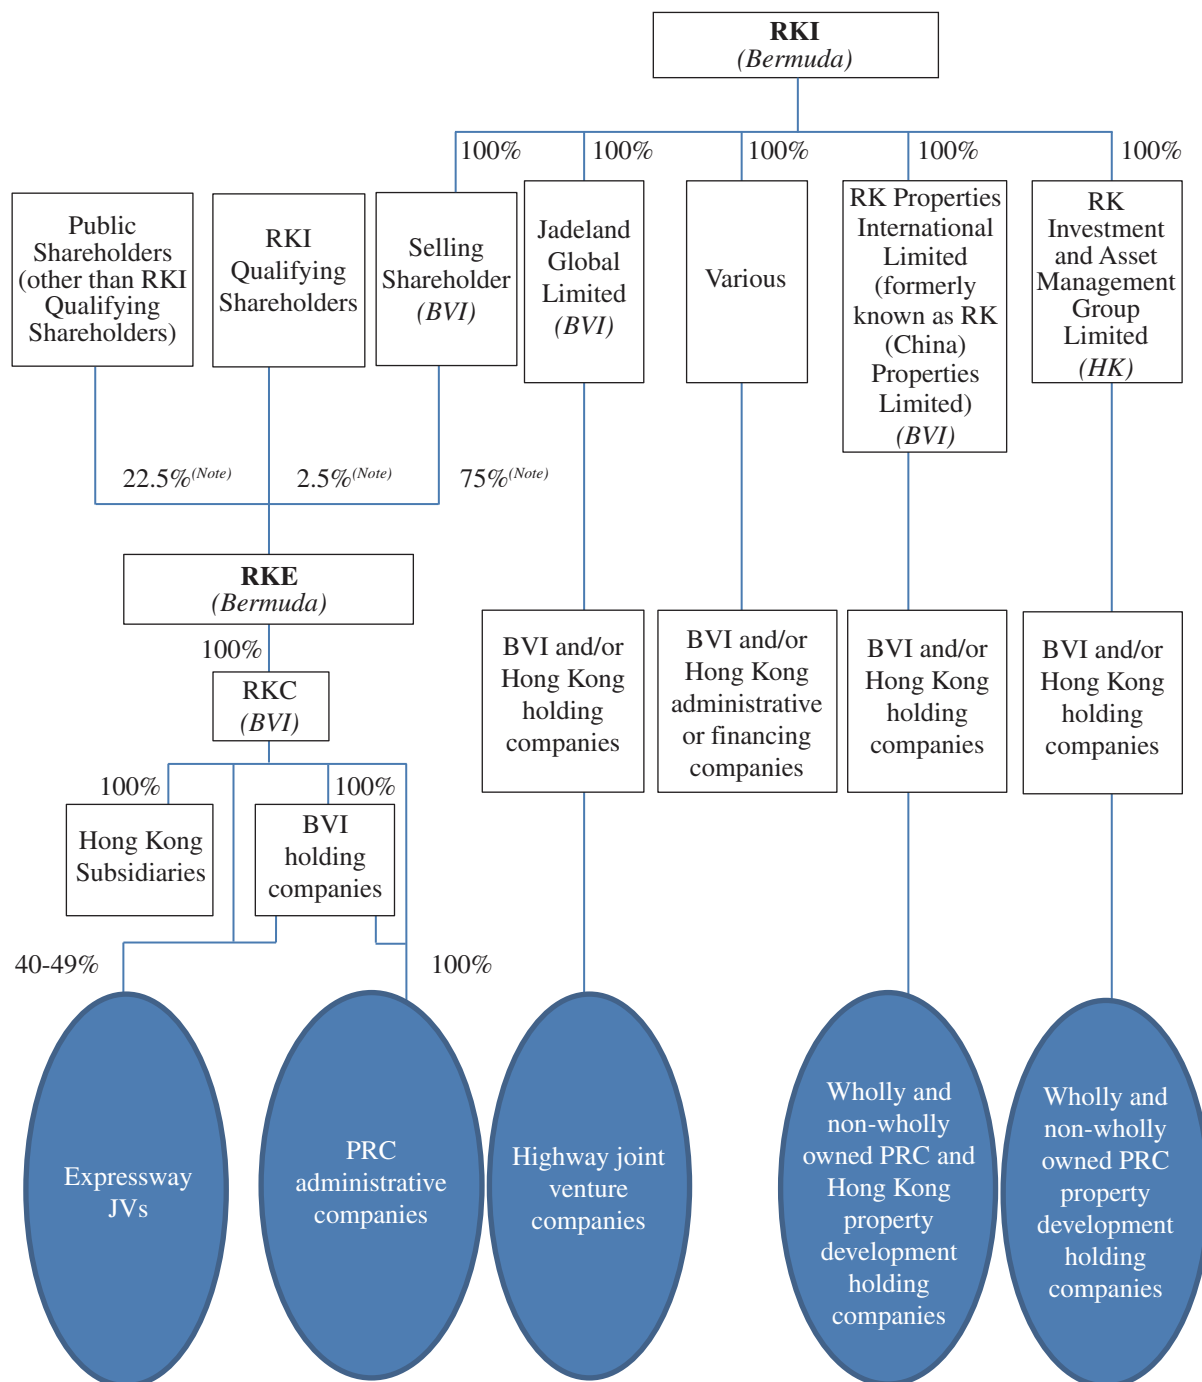 RKI
(Bermuda)
100%
100%
100%
100%
100%
Public
Shareholders
(other than RKI
Qualifying
Shareholders)
RKI
Qualifying
Shareholders
Selling
Shareholder
(BVI)
Jadeland
Global
Limited
(BVI)
Various
RK Properties
International
Limited
(formerly
known as RK
(China)
Properties
Limited)
(BVI)
RK
Investment
and Asset
Management
Group
Limited
(HK)
22.5%(Note)
2.5%(Note)
75%(Note)
RKE
(Bermuda)
100%
RKC
(BVI)
BVI and/or
Hong Kong
holding
companies
BVI and/or
Hong Kong
administrative
or financing
companies
BVI and/or
Hong Kong
holding
companies
BVI and/or
Hong Kong
holding
companies
100%
100%
Hong Kong
Subsidiaries
BVI
holding
companies
40-49%
100%
Expressway
JVs
PRC
administrative
companies
Highway joint
venture
companies
Wholly and
non-wholly
owned PRC and
Hong Kong
property
development
holding
companies
Wholly and
non-wholly
owned PRC
property
development
holding
companies